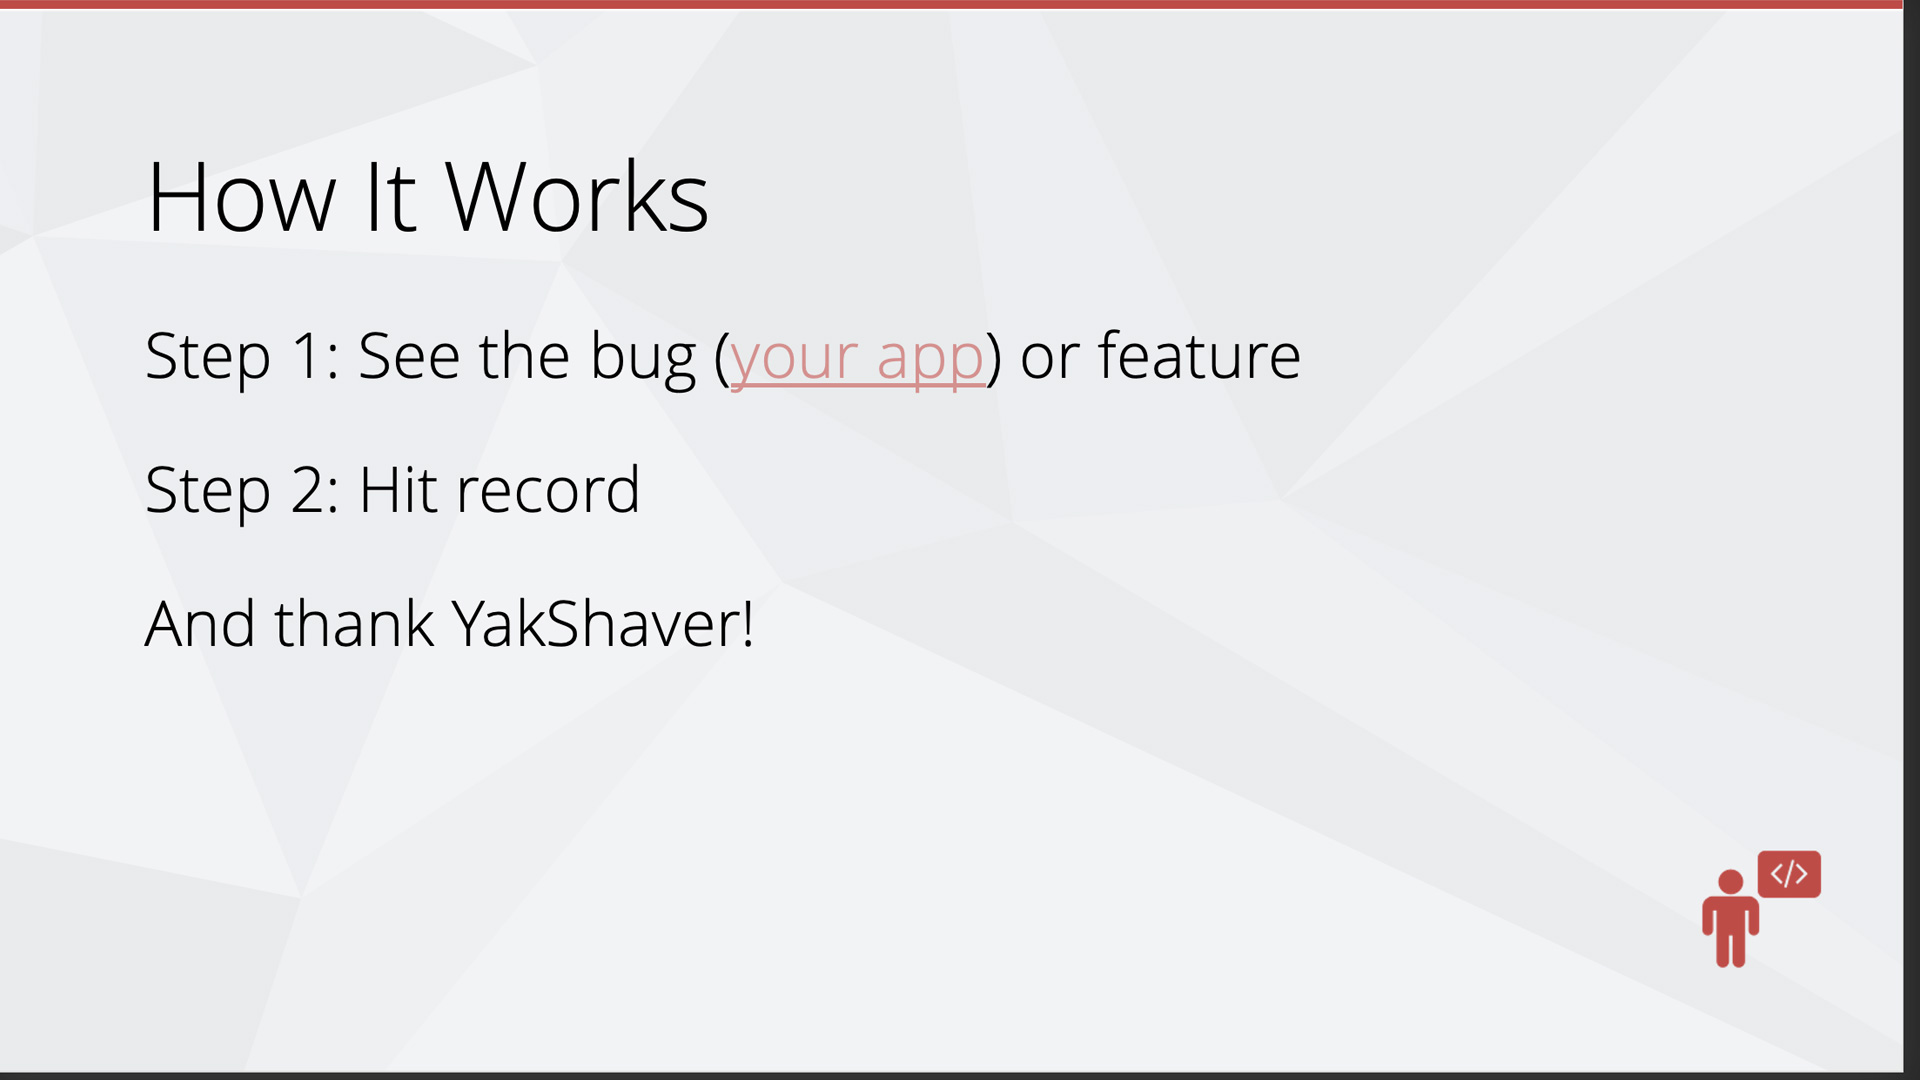 How It Works
Step 1: See the bug (your app) or feature
Step 2: Hit record
And thank YakShaver!
</>